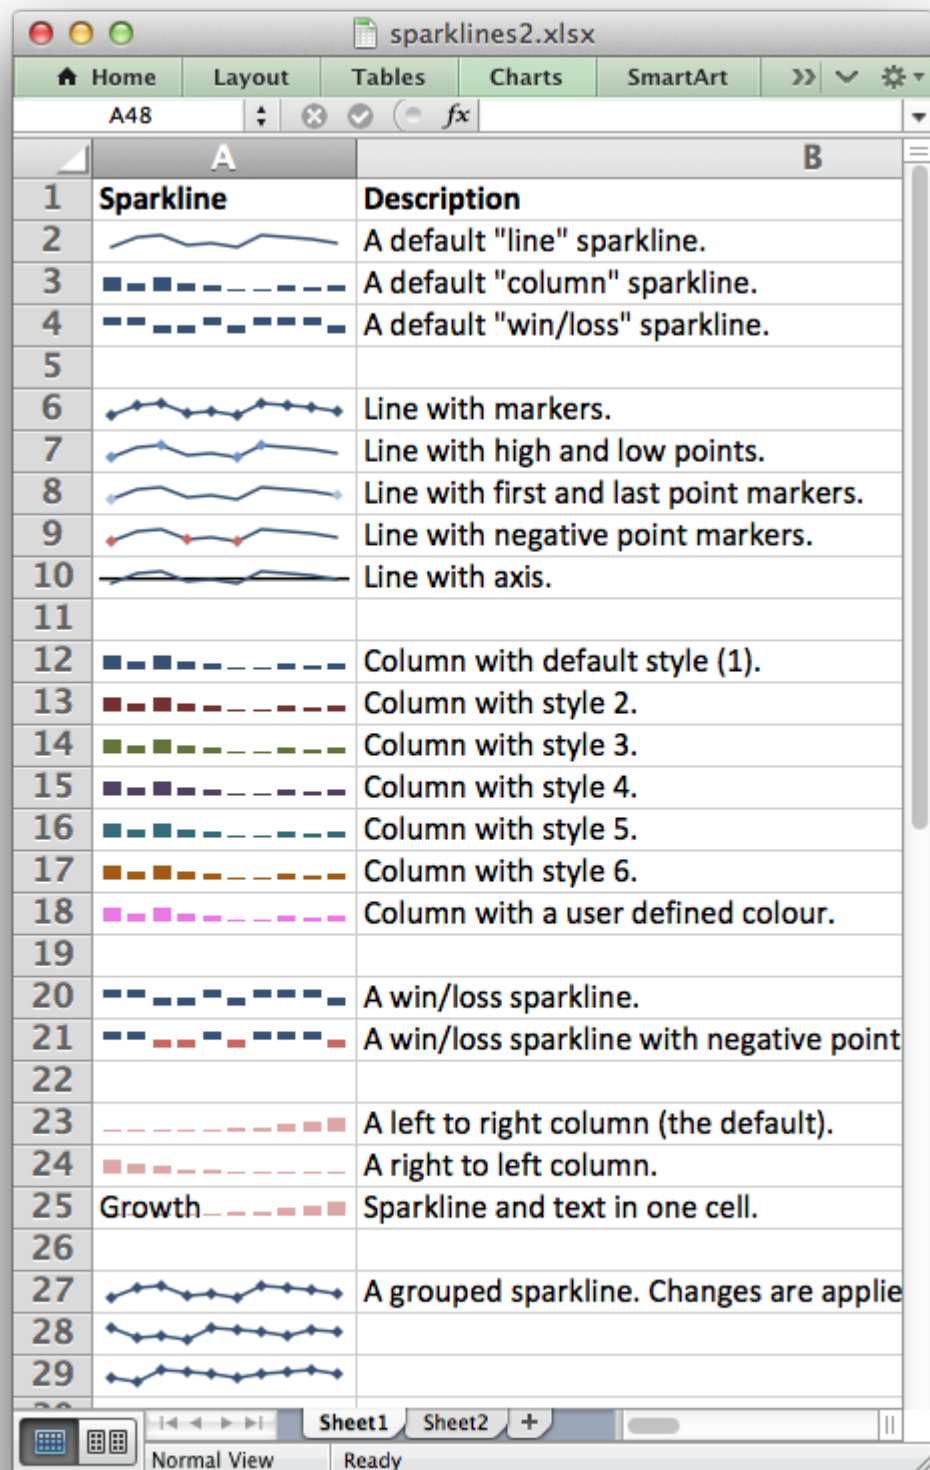 sparklines2.xlsx
Home Layout Tables Charts SmartArt
A48 fx
A B
1 Sparkline Description
2 A default "line" sparkline.
3 A default "column" sparkline.
4 A default "win/loss" sparkline.
5
6 Line with markers.
7 Line with high and low points.
8 Line with first and last point markers.
9 Line with negative point markers.
10 Line with axis.
11
12 Column with default style (1).
13 Column with style 2.
14 Column with style 3.
15 Column with style 4.
16 Column with style 5.
17 Column with style 6.
18 Column with a user defined colour.
19
20 A win/loss sparkline.
21 A win/loss sparkline with negative point
22
23 A left to right column (the default).
24 A right to left column.
25 Growth Sparkline and text in one cell.
26
27 A grouped sparkline. Changes are applie
28
29
Sheet1 Sheet2 +
Normal View Ready